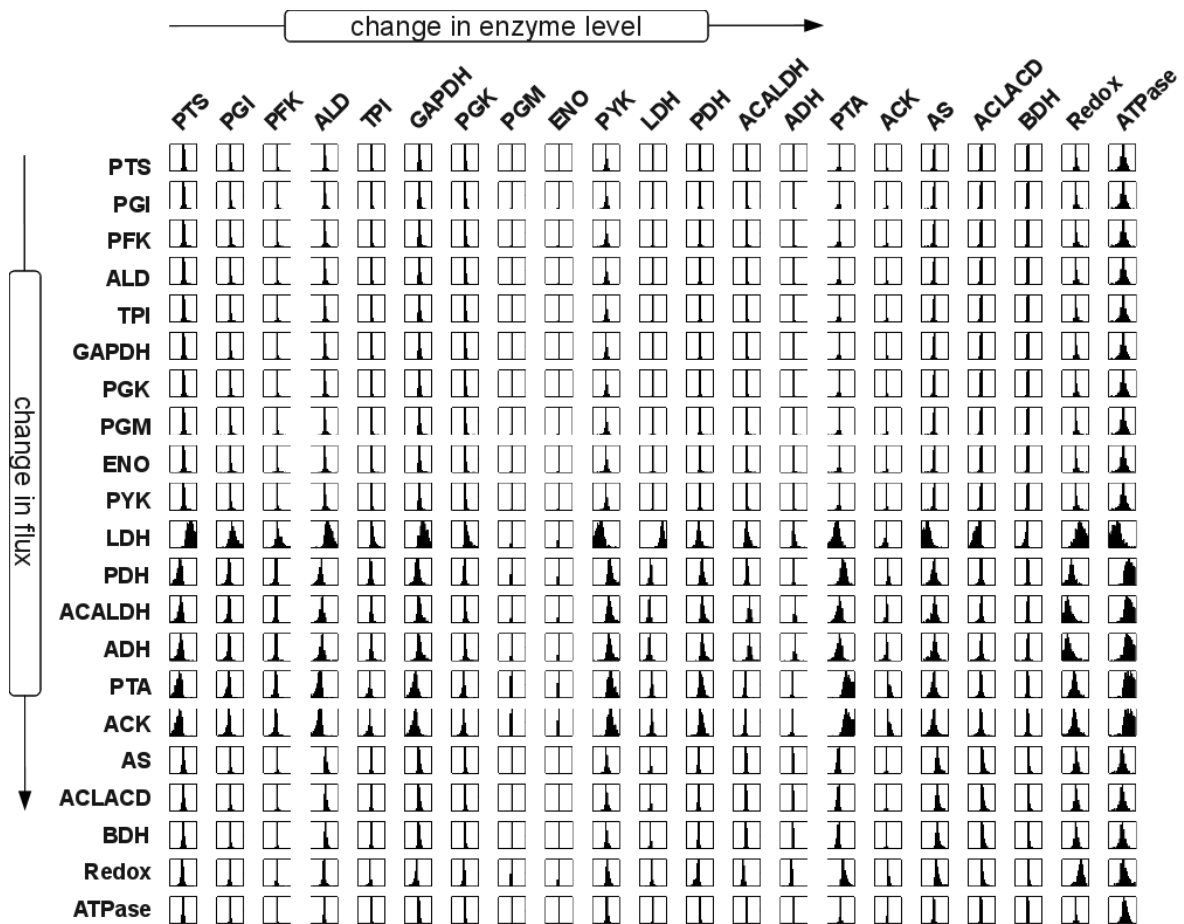 change in enzyme level
PTS PGI PFK ALD TPI GAPDH PGK PGM ENO PYK LDH PDH ACALDH ADH PTA ACK AS ACLACD BDH Redox ATPase
change in flux
PTS
PGI
PFK
ALD
TPI
GAPDH
PGK
PGM
ENO
PYK
LDH
PDH
ACALDH
ADH
PTA
ACK
AS
ACLACD
BDH
Redox
ATPase